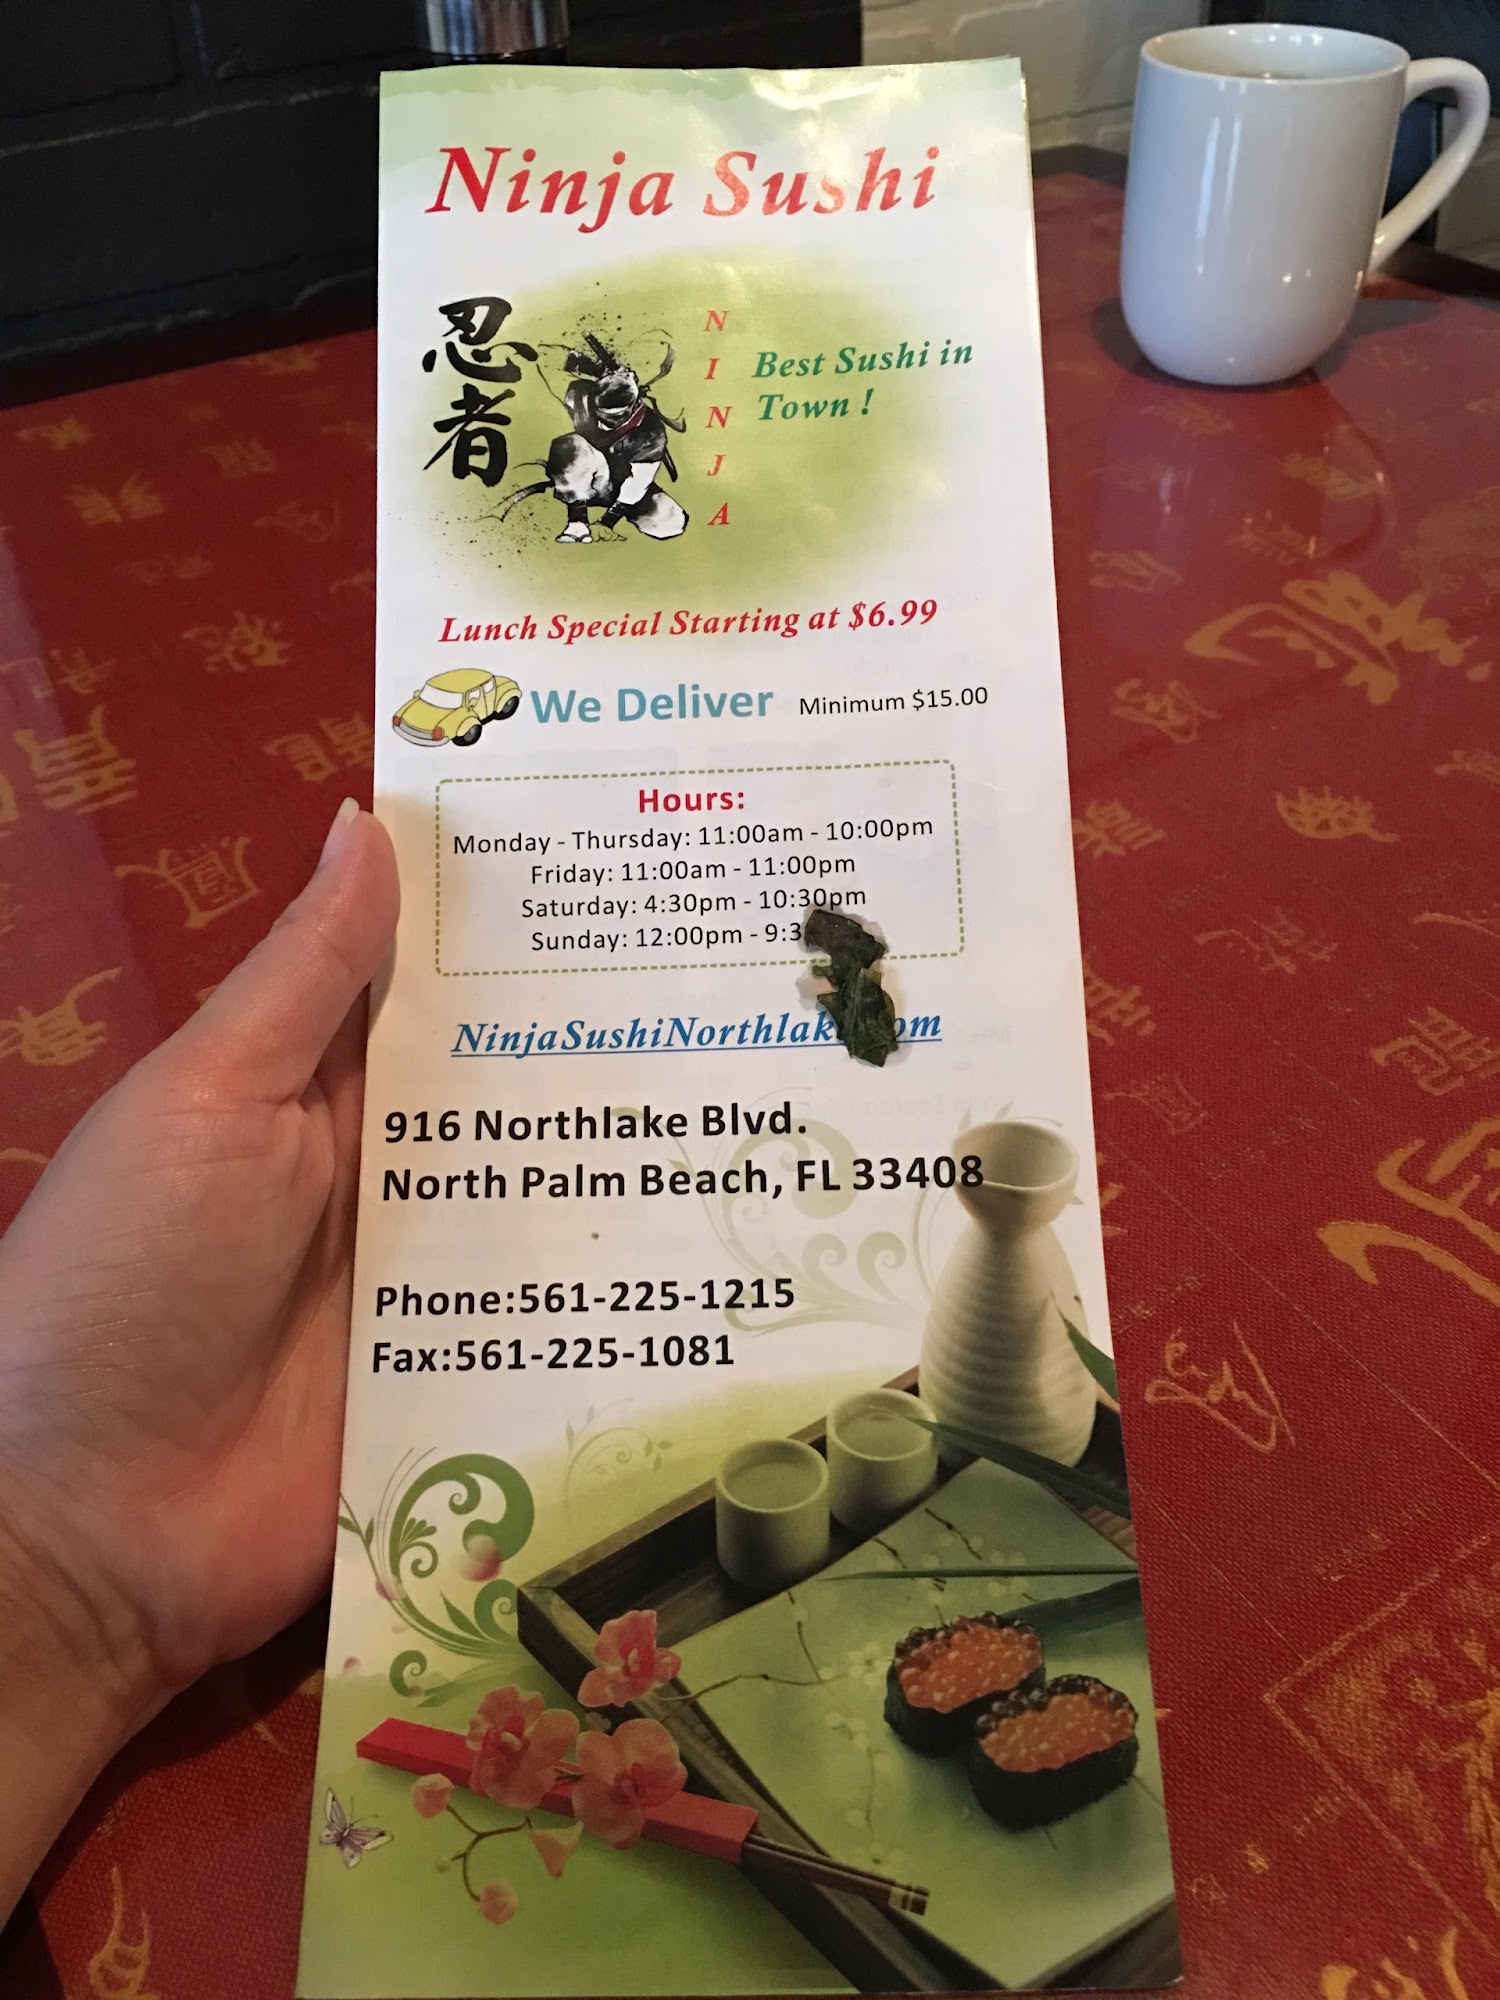 Ninja Sushi
忍者
NINJA
Best Sushi in
Town !
Lunch Special Starting at $6.99
We Deliver Minimum $15.00
Hours:
Monday - Thursday: 11:00am - 10:00pm
Friday: 11:00am - 11:00pm
Saturday: 4:30pm - 10:30pm
Sunday: 12:00pm -
916 Northlake Blvd.
North Palm Beach, FL 33408
Phone:561-225-1215
Fax:561-225-1081